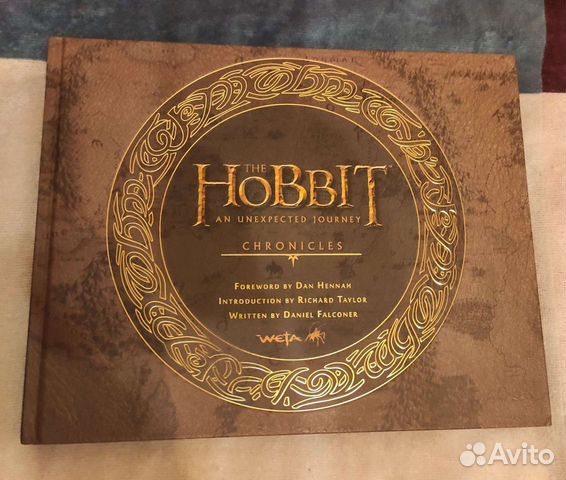 THE
HOBBIT
AN UNEXPECTED JOURNEY
CHRONICLES
FOREWORD BY DAN HENNAH
INTRODUCTION BY RICHARD TAYLOR
WRITTEN BY DANIEL FALCONER
WETA
Avito